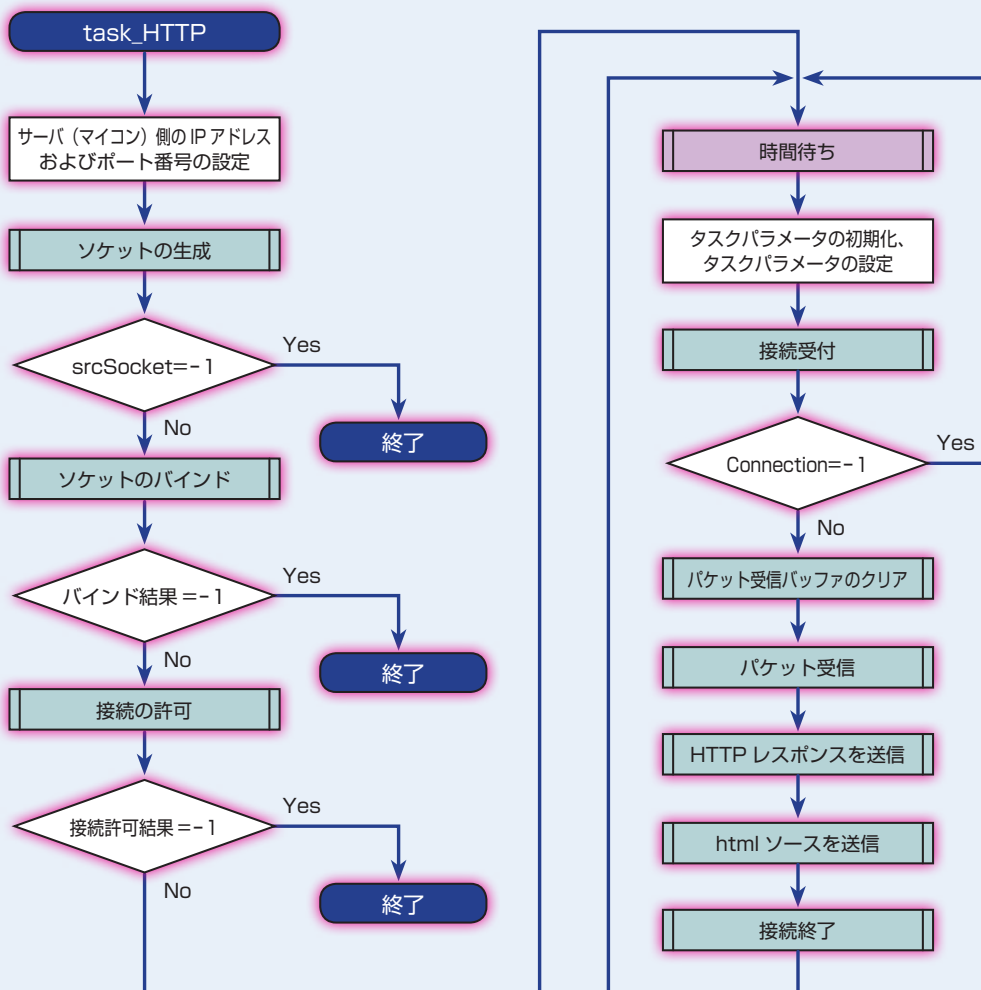 task_HTTP
サーバ（マイコン）側の IP アドレス
およびポート番号の設定
ソケットの生成
srcSocket=−1
Yes
終了
No
ソケットのバインド
バインド結果 =−1
Yes
終了
No
接続の許可
接続許可結果 =−1
Yes
終了
No
時間待ち
タスクパラメータの初期化、
タスクパラメータの設定
接続受付
Connection=−1
Yes
No
パケット受信バッファのクリア
パケット受信
HTTP レスポンスを送信
html ソースを送信
接続終了